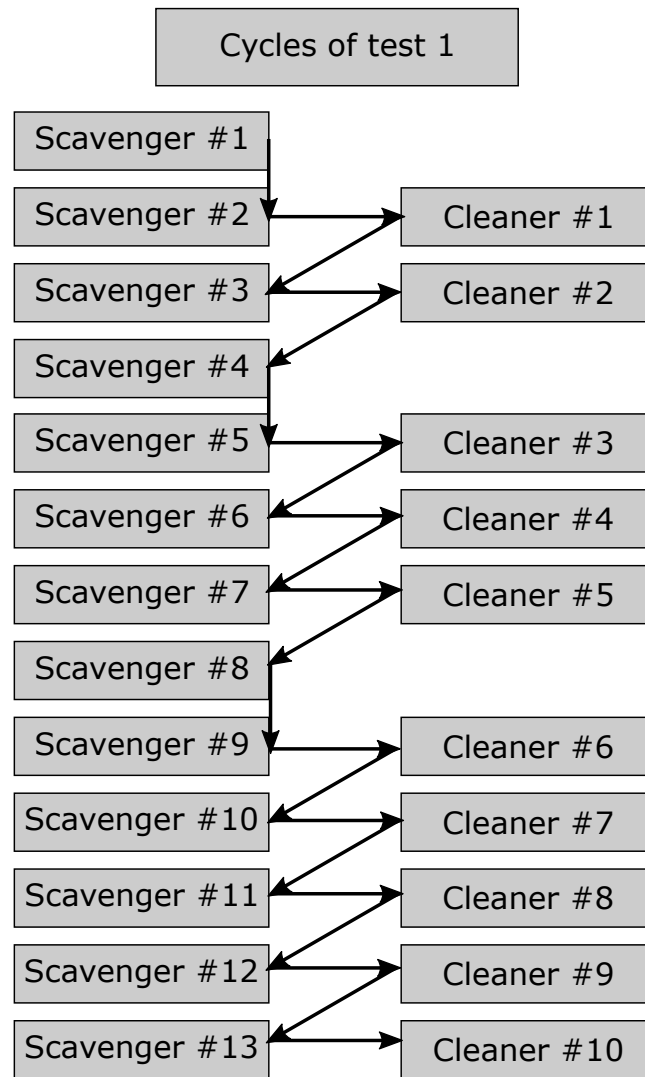 Cycles of test 1
Scavenger #1
Scavenger #2
Cleaner #1
Scavenger #3
Cleaner #2
Scavenger #4
Scavenger #5
Cleaner #3
Scavenger #6
Cleaner #4
Scavenger #7
Cleaner #5
Scavenger #8
Scavenger #9
Cleaner #6
Scavenger #10
Cleaner #7
Scavenger #11
Cleaner #8
Scavenger #12
Cleaner #9
Scavenger #13
Cleaner #10